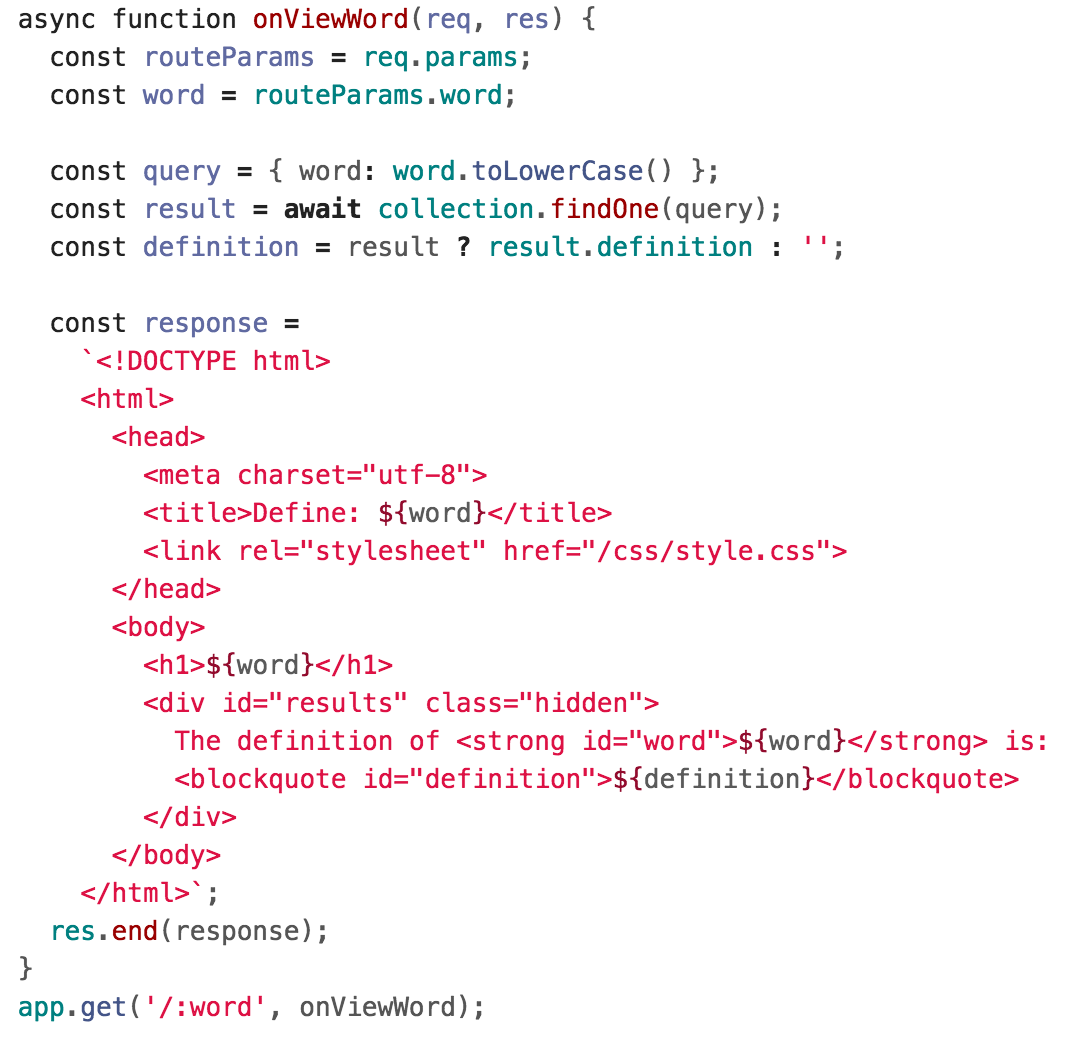 async function onViewWord(req, res) {
  const routeParams = req.params;
  const word = routeParams.word;

  const query = { word: word.toLowerCase() };
  const result = await collection.findOne(query);
  const definition = result ? result.definition : '';

  const response =
    `<!DOCTYPE html>
    <html>
      <head>
        <meta charset="utf-8">
        <title>Define: ${word}</title>
        <link rel="stylesheet" href="/css/style.css">
      </head>
      <body>
        <h1>${word}</h1>
        <div id="results" class="hidden">
          The definition of <strong id="word">${word}</strong> is:
          <blockquote id="definition">${definition}</blockquote>
        </div>
      </body>
    </html>`;
  res.end(response);
}
app.get('/:word', onViewWord);